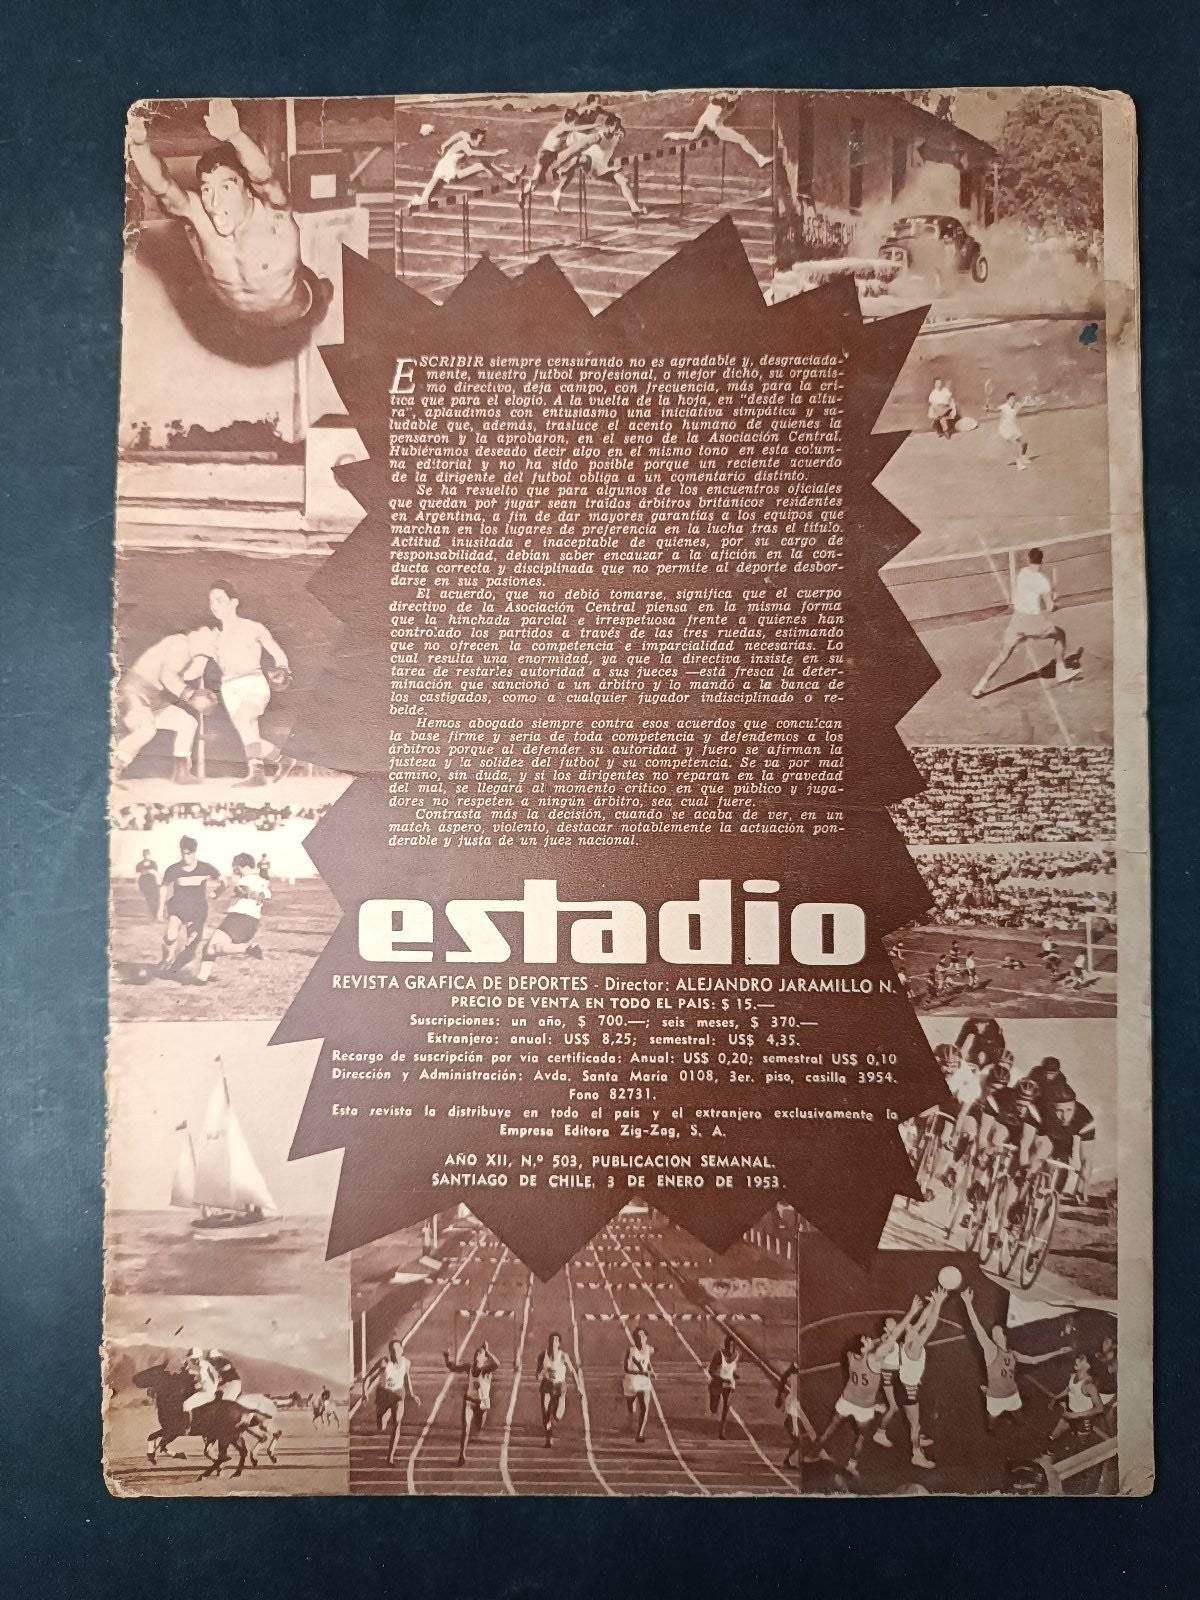 ESCRIBIR siempre censurando no es agradable y, desgraciada-
mente, nuestro futbol profesional, o mejor dicho, su organis-
mo directivo, deja campo, con frecuencia, más para la crí-
tica que para el elogio. A la vuelta de la hoja, en "desde la altu-
ra", aplaudimos con entusiasmo una iniciativa simpática y sa-
ludable que, además, trasluce el acento humano de quienes la
pensaron y la aprobaron, en el seno de la Asociación Central.
Hubiéramos deseado decir algo en el mismo tono en esta colum-
na editorial y no ha sido posible porque un reciente acuerdo
de la dirigente del futbol obliga a un comentario distinto.
Se ha resuelto que para algunos de los encuentros oficiales
que quedan por jugar sean traídos árbitros británicos residentes
en Argentina, a fin de dar mayores garantías a los equipos que
marchan en los lugares de preferencia en la lucha tras el título.
Actitud inusitada e inaceptable de quienes, por su cargo de
responsabilidad, debían saber encauzar a la afición en la con-
ducta correcta y disciplinada que no permite al deporte desbor-
darse en sus pasiones.
El acuerdo, que no debió tomarse, significa que el cuerpo
directivo de la Asociación Central piensa en la misma forma
que la hinchada parcial e irrespetuosa frente a quienes han
controlado los partidos a través de las tres ruedas, estimando
que no ofrecen la competencia e imparcialidad necesarias. Lo
cual resulta una enormidad, ya que la directiva insiste en su
tarea de restarles autoridad a sus jueces —está fresca la deter-
minación que sancionó a un árbitro y lo mandó a la banca de
los castigados, como a cualquier jugador indisciplinado o re-
belde.
Hemos abogado siempre contra esos acuerdos que conculcan
la base firme y seria de toda competencia y defendemos a los
árbitros porque al defender su autoridad y fuero se afirman la
justeza y la solidez del futbol y su competencia. Se va por mal
camino, sin duda, y si los dirigentes no reparan en la gravedad
del mal, se llegará al momento crítico en que público y juga-
dores no respeten a ningún árbitro, sea cual fuere.
Contrasta más la decisión, cuando se acaba de ver, en un
match áspero, violento, destacar notablemente la actuación pon-
derable y justa de un juez nacional.
estadio
REVISTA GRAFICA DE DEPORTES - Director: ALEJANDRO JARAMILLO N.
PRECIO DE VENTA EN TODO EL PAIS: $ 15.—
Suscripciones: un año, $ 700.—; seis meses, $ 370.—
Extranjero: anual: US$ 8,25; semestral: US$ 4,35.
Recargo de suscripción por vía certificada: Anual: US$ 0,20; semestral US$ 0,10
Dirección y Administración: Avda. Santa María 0108, 3er. piso, casilla 3954.
Fono 82731.
Esta revista la distribuye en todo el país y el extranjero exclusivamente la
Empresa Editora Zig-Zag, S. A.
AÑO XII, N.º 503, PUBLICACION SEMANAL.
SANTIAGO DE CHILE, 3 DE ENERO DE 1953.